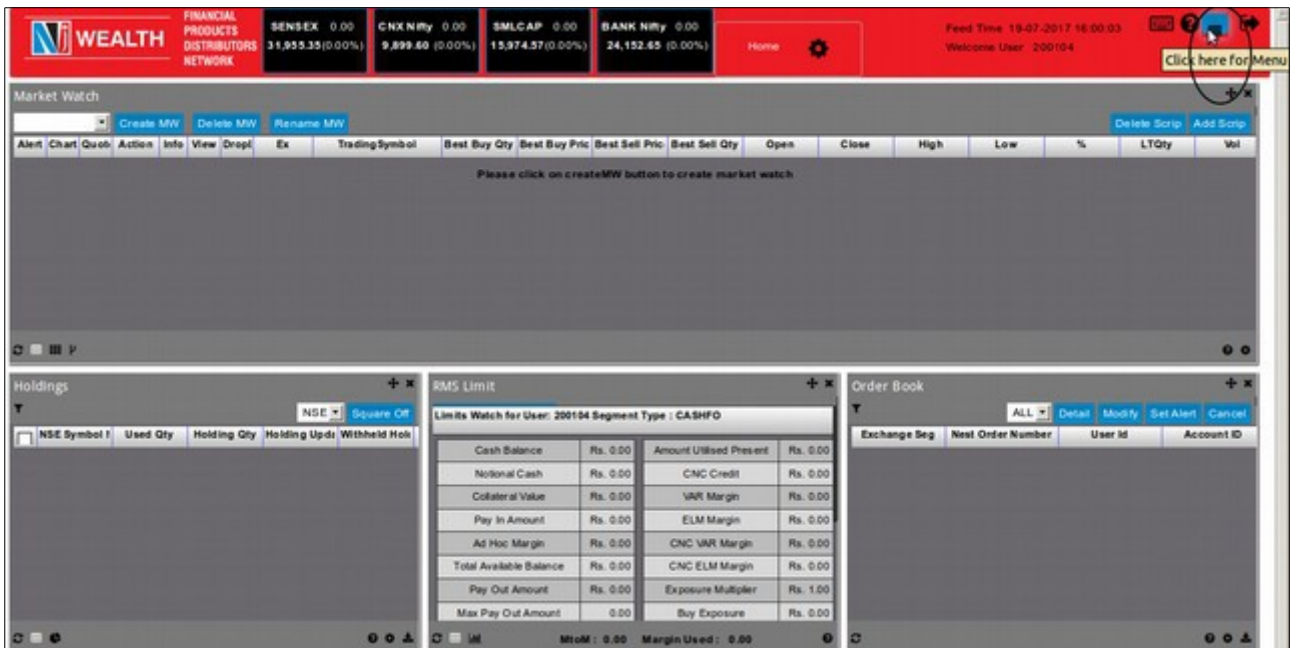 NJ WEALTH
FINANCIAL
PRODUCTS
DISTRIBUTORS
NETWORK
SENSEX 0.00
31,955.35(0.00%)
CNX Nifty 0.00
9,899.60 (0.00%)
SMLCAP 0.00
15,974.57(0.00%)
BANK Nifty 0.00
24,152.65 (0.00%)
Home
Feed Time 19-07-2017 16:00:03
Welcome User 200104
Click here for Menu
Market Watch
Create MW Delete MW Rename MW Delete Scrip Add Scrip
Alert Chart Quot Action Info View Dropl Ex TradingSymbol Best Buy Qty Best Buy Pric Best Sell Pric Best Sell Qty Open Close High Low % LTQty Vol
Please click on createMW button to create market watch
Holdings
NSE Square Off
NSE Symbol Used Qty Holding Qty Holding Upda Withheld Hold
RMS Limit
Limits Watch for User: 200104 Segment Type : CASHFO
Cash Balance Rs. 0.00 Amount Utilised Present Rs. 0.00
Notional Cash Rs. 0.00 CNC Credit Rs. 0.00
Collateral Value Rs. 0.00 VAR Margin Rs. 0.00
Pay In Amount Rs. 0.00 ELM Margin Rs. 0.00
Ad Hoc Margin Rs. 0.00 CNC VAR Margin Rs. 0.00
Total Available Balance Rs. 0.00 CNC ELM Margin Rs. 0.00
Pay Out Amount Rs. 0.00 Exposure Multiplier Rs. 1.00
Max Pay Out Amount 0.00 Buy Exposure Rs. 0.00
MtoM : 0.00 Margin Used : 0.00
Order Book
ALL Detail Modify Set Alert Cancel
Exchange Seg Nest Order Number User Id Account ID